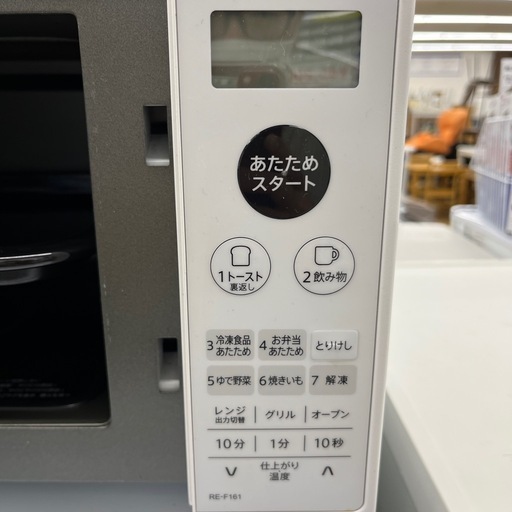 あたため
スタート
1トースト
裏返し
2飲み物
3 冷凍食品
あたため
4 お弁当
あたため
とりけし
5ゆで野菜
6焼きいも
7 解凍
レンジ
出力切替
グリル
オーブン
10分
1分
10秒
∨
仕上がり
温度
∧
RE-F161